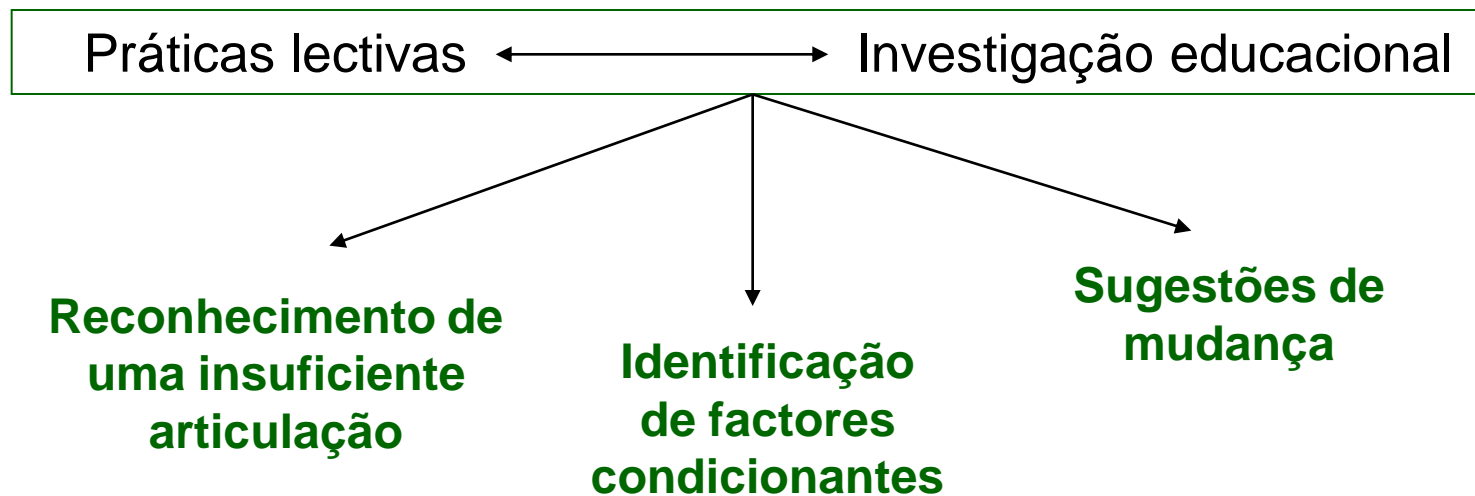 Práticas lectivas Investigação educacional
Reconhecimento de
uma insuficiente
articulação
Identificação
de factores
condicionantes
Sugestões de
mudança